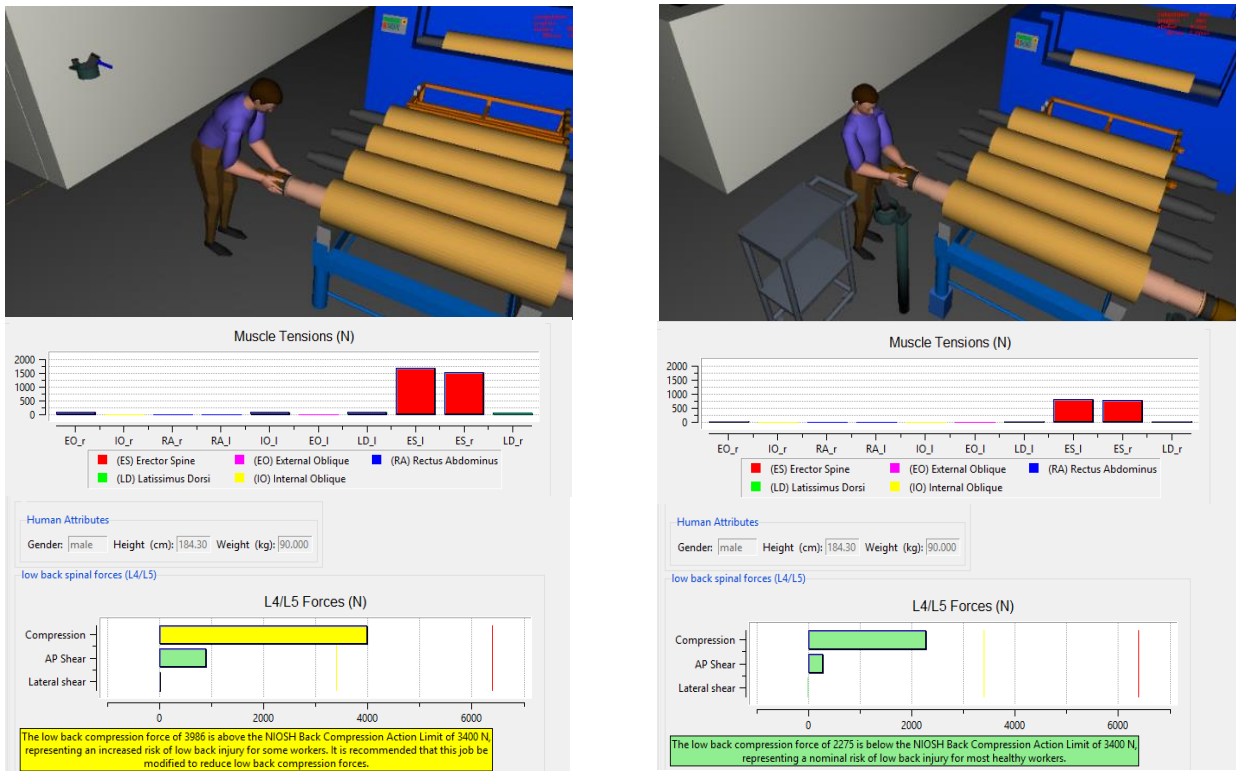 Muscle Tensions (N)
2000
1500
1000
500
0
EO_r IO_r RA_r RA_l IO_l EO_l LD_l ES_l ES_r LD_r
(ES) Erector Spine (EO) External Oblique (RA) Rectus Abdominus
(LD) Latissimus Dorsi (IO) Internal Oblique
Human Attributes
Gender: male Height (cm): 184.30 Weight (kg): 90.000
low back spinal forces (L4/L5)
L4/L5 Forces (N)
Compression
AP Shear
Lateral shear
0 2000 4000 6000
The low back compression force of 3986 is above the NIOSH Back Compression Action Limit of 3400 N,
representing an increased risk of low back injury for some workers. It is recommended that this job be
modified to reduce low back compression forces.
Muscle Tensions (N)
2000
1500
1000
500
EO_r IO_r RA_r RA_l IO_l EO_l LD_l ES_l ES_r LD_r
(ES) Erector Spine (EO) External Oblique (RA) Rectus Abdominus
(LD) Latissimus Dorsi (IO) Internal Oblique
Human Attributes
Gender: male Height (cm): 184.30 Weight (kg): 90.000
low back spinal forces (L4/L5)
L4/L5 Forces (N)
Compression
AP Shear
Lateral shear
0 2000 4000 6000
The low back compression force of 2275 is below the NIOSH Back Compression Action Limit of 3400 N,
representing a nominal risk of low back injury for most healthy workers.